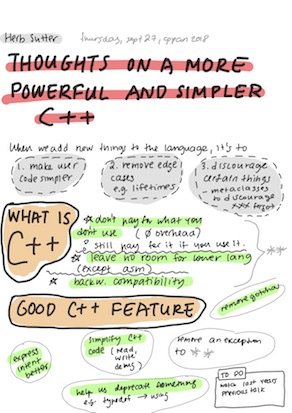 Herb Sutter
thursday, sept 27, cppcon 2018
THOUGHTS ON A MORE
POWERFUL AND SIMPLER
C++
When we add new things to the language, it's to
1. make user
code simpler
2. remove edge
cases
e.g. lifetimes
3. discourage
certain things
- metaclasses
to discourage
WHAT IS
C++
don't pay for what you
don't use (0 overhead)
still pay for it if you use it.
leave no room for lower lang
(except asm)
backw. compatibility
**
GOOD C++ FEATURE
remove gotcha
express
intent
better
simplify C++
code (read,
write
debug)
remove an exception
to **
help us deprecate something
e.g. typedef → using
TO DO
watch last year's
previous talk